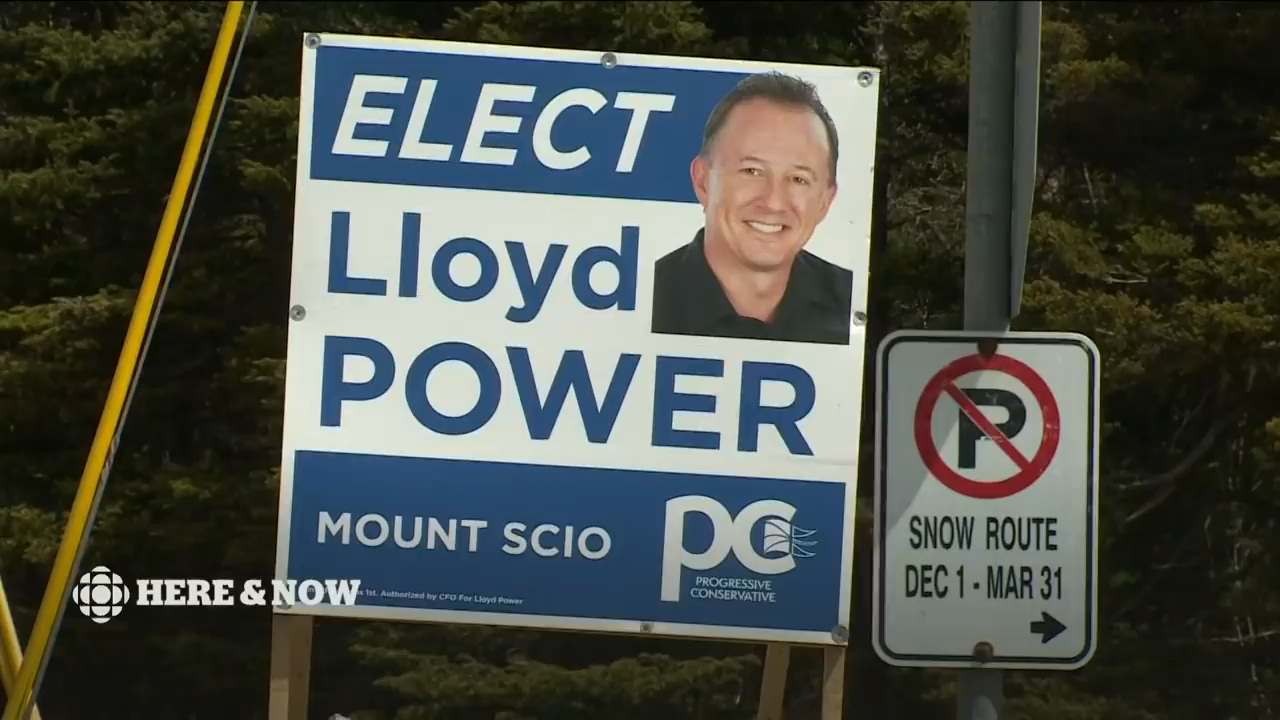 ELECT
Lloyd
POWER
MOUNT SCIO
pc
PROGRESSIVE
CONSERVATIVE
1st. Authorized by CFO For Lloyd Power
HERE & NOW
P
SNOW ROUTE
DEC 1 - MAR 31